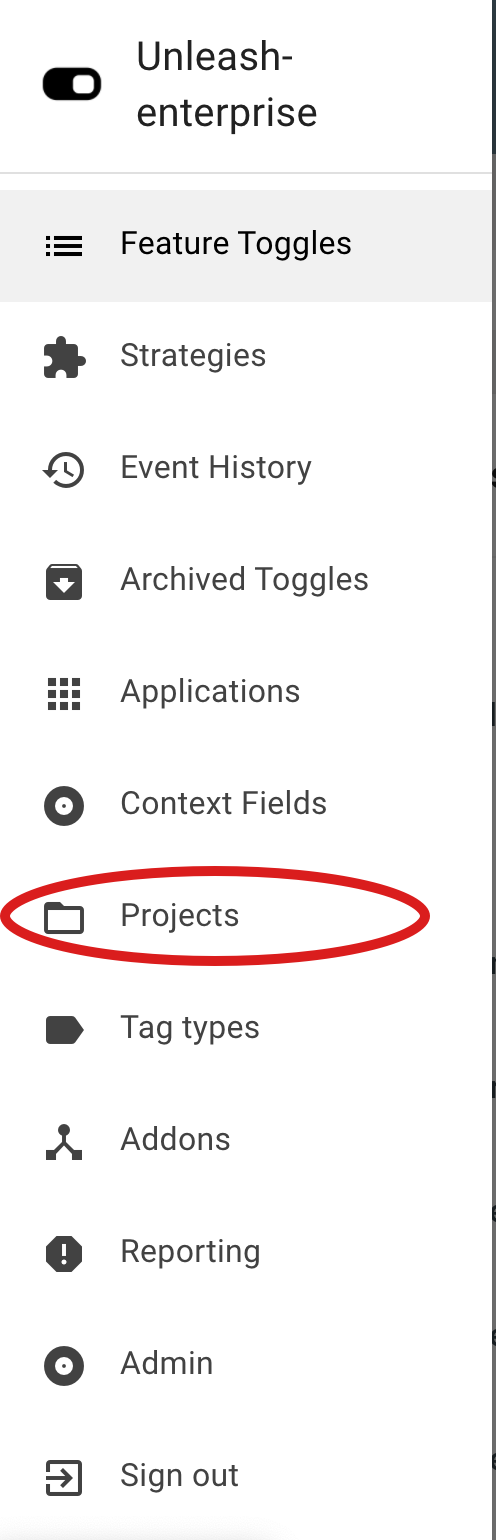 Unleash-
enterprise
Feature Toggles
Strategies
Event History
Archived Toggles
Applications
Context Fields
Projects
Tag types
Addons
Reporting
Admin
Sign out